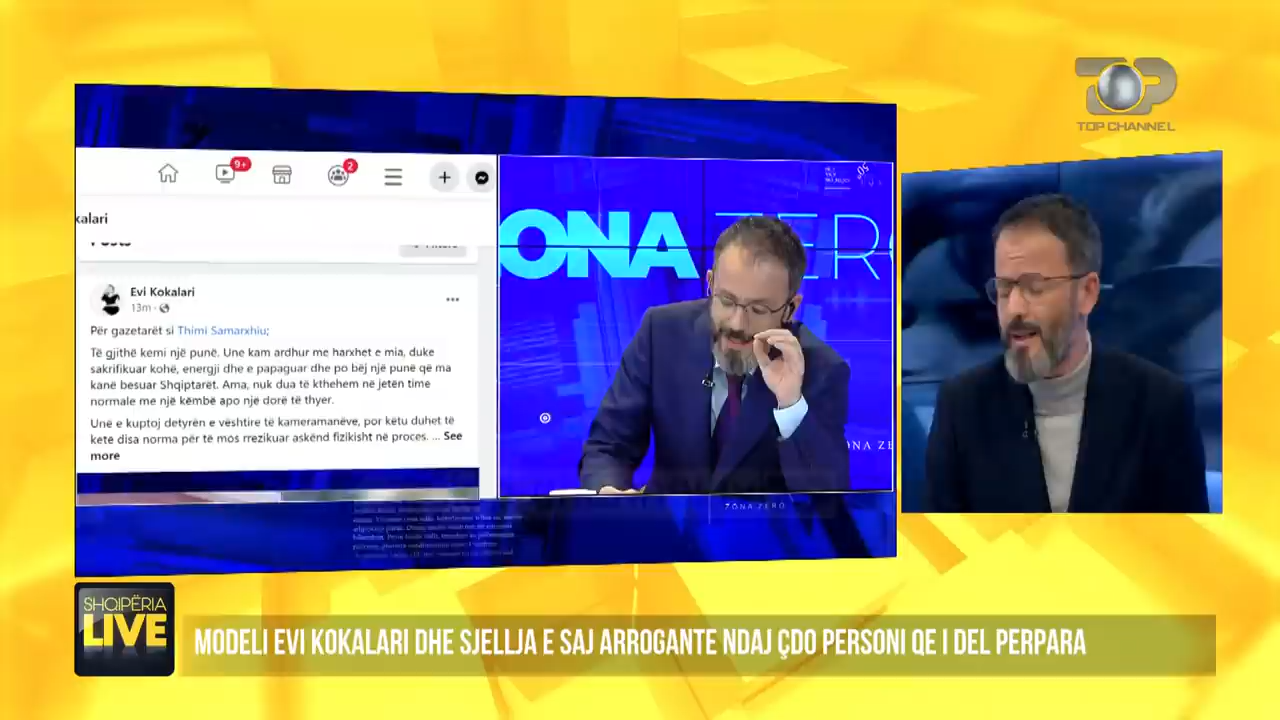 TOP CHANNEL
9+
2
kalari
Posts
Evi Kokalari
13m
Për gazetarët si Thimi Samarxhiu;
Të gjithë kemi një punë. Une kam ardhur me harxhet e mia, duke
sakrifikuar kohë, energji dhe e papaguar dhe po bëj një punë që ma
kanë besuar Shqiptarët. Ama, nuk dua të kthehem në jetën time
normale me një këmbë apo një dorë të thyer.
Unë e kuptoj detyrën e vështire të kameramanëve, por këtu duhet të
ketë disa norma për të mos rrezikuar askënd fizikisht në proces. ... See
more
ONA ZERO
ONA ZE
ZONA ZERO
SHQIPËRIA
LIVE
MODELI EVI KOKALARI DHE SJELLJA E SAJ ARROGANTE NDAJ ÇDO PERSONI QE I DEL PERPARA